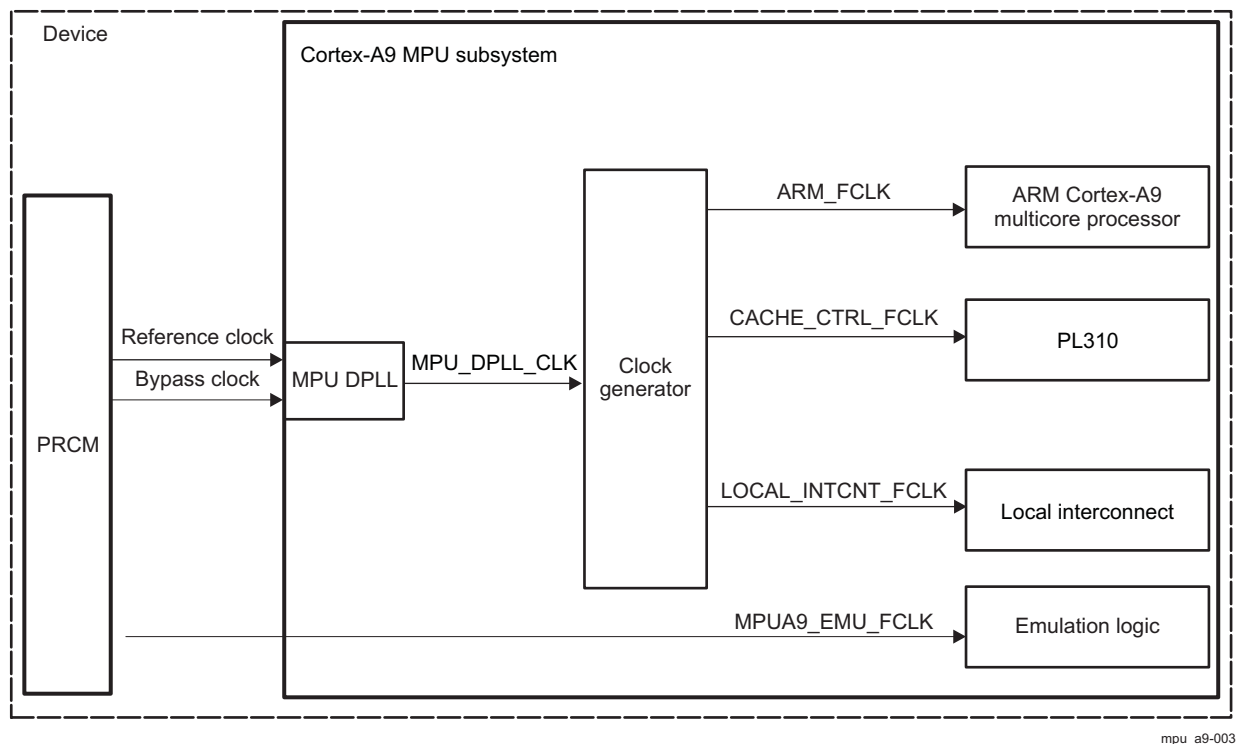 Device
Cortex-A9 MPU subsystem
ARM_FCLK
ARM Cortex-A9
multicore processor
CACHE_CTRL_FCLK
PL310
Reference clock
Bypass clock
MPU DPLL
MPU_DPLL_CLK
Clock
generator
PRCM
LOCAL_INTCNT_FCLK
Local interconnect
MPUA9_EMU_FCLK
Emulation logic
mpu_a9-003